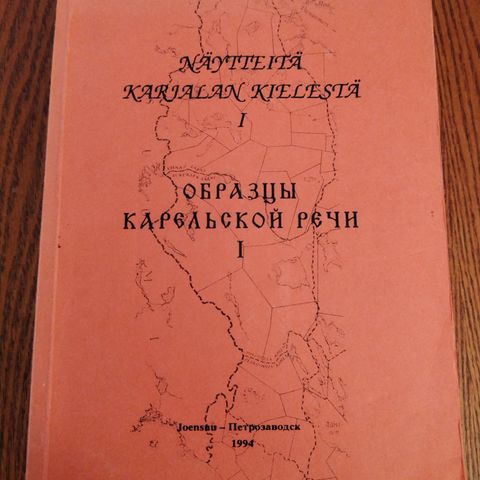 NÄYTTEITÄ
KARJALAN KIELESTÄ
I
ОБРАЗЦЫ
КАРЕЛЬСКОЙ РЕЧИ
I
Joensuu – Петрозаводск
1994